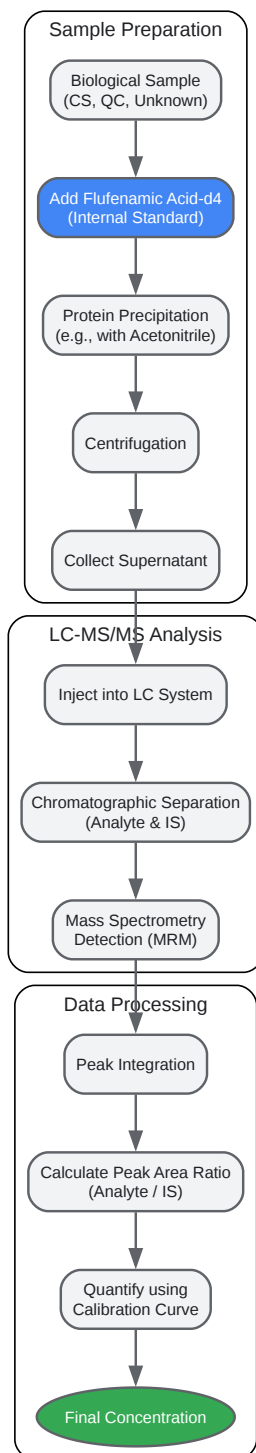 Sample Preparation
Biological Sample
(CS, QC, Unknown)
Add Flufenamic Acid-d4
(Internal Standard)
Protein Precipitation
(e.g., with Acetonitrile)
Centrifugation
Collect Supernatant
LC-MS/MS Analysis
Inject into LC System
Chromatographic Separation
(Analyte & IS)
Mass Spectrometry
Detection (MRM)
Data Processing
Peak Integration
Calculate Peak Area Ratio
(Analyte / IS)
Quantify using
Calibration Curve
Final Concentration